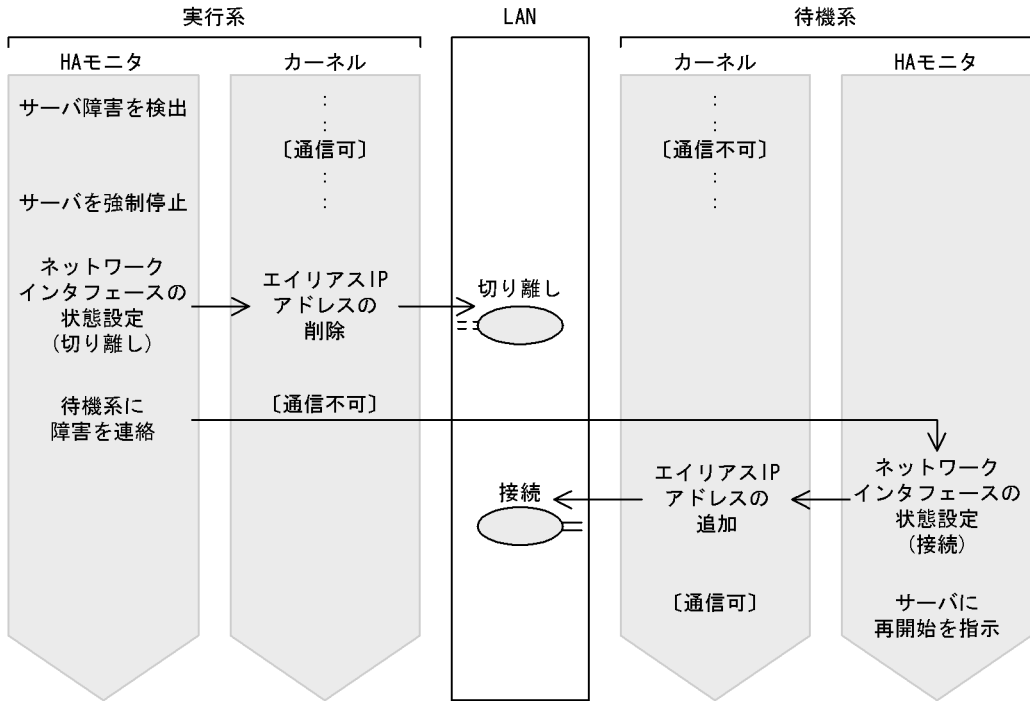 実行系
LAN
待機系
HAモニタ
カーネル
カーネル
HAモニタ
サーバ障害を検出
:
:
〔通信可〕
:
:
:
:
〔通信不可〕
:
:
サーバを強制停止
ネットワーク
インタフェースの
状態設定
(切り離し)
エイリアスIP
アドレスの
削除
切り離し
待機系に
障害を連絡
〔通信不可〕
ネットワーク
インタフェースの
状態設定
(接続)
エイリアスIP
アドレスの
追加
接続
〔通信可〕
サーバに
再開始を指示